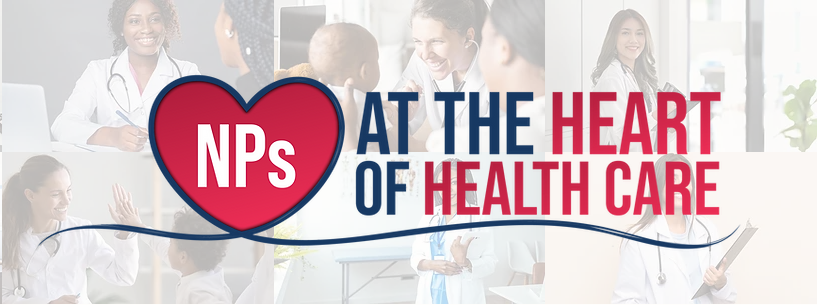 NPs
AT THE HEART
OF HEALTH CARE